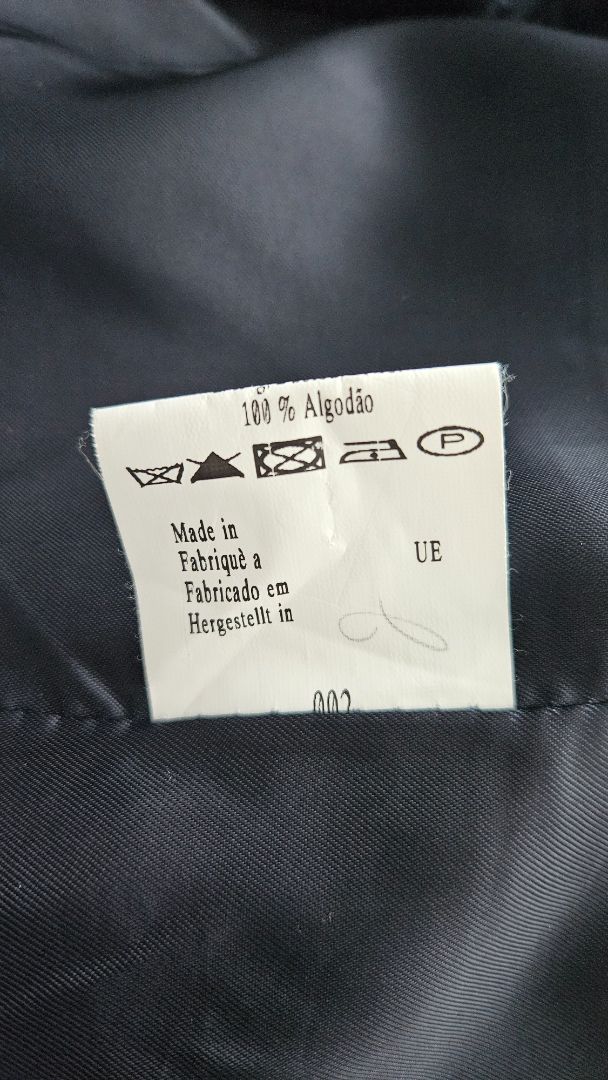 100 % Algodão
P
Made in
Fabriquè a
Fabricado em
Hergestellt in
UE
002